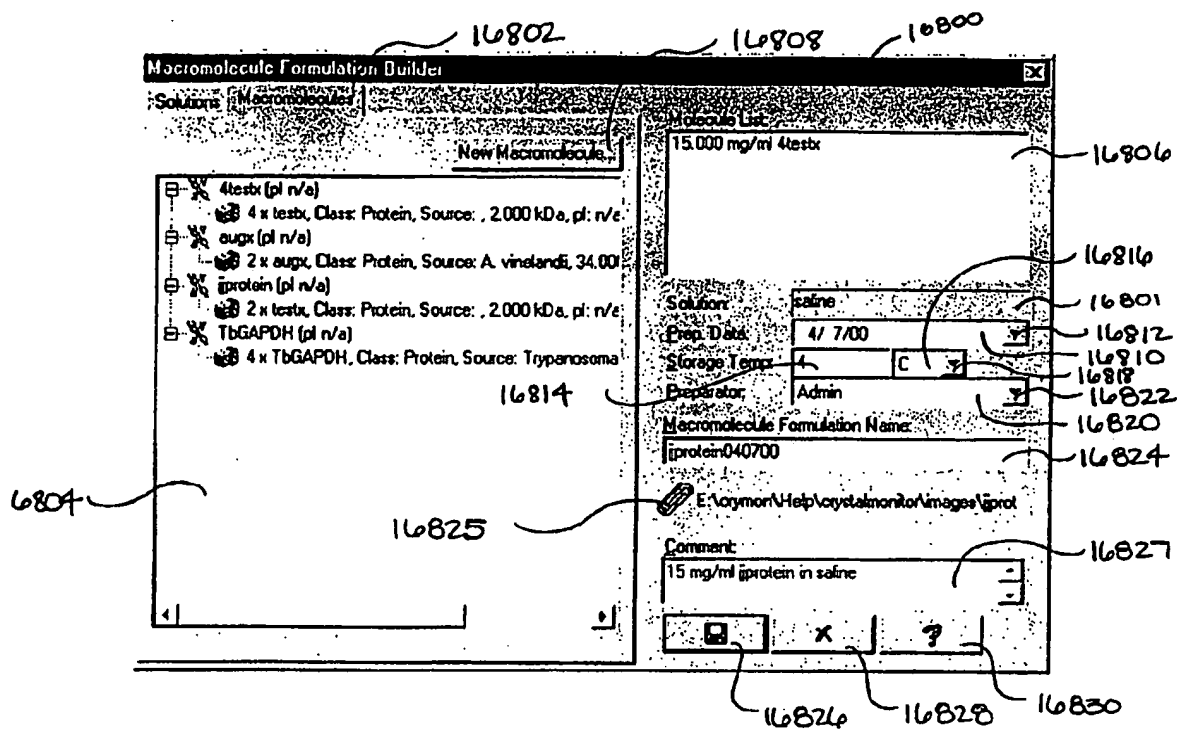 16802
16808
16800
Macromolecule Formulation Builder
Solutions
Macromolecules
New Macromolecule...
4testx (pI n/a)
4 x testx, Class: Protein, Source: , 2.000 kDa, pI: n/a
augx (pI n/a)
2 x augx, Class: Protein, Source: A. vinelandii, 34.00
jjprotein (pI n/a)
2 x testx, Class: Protein, Source: , 2.000 kDa, pI: n/a
TbGAPDH (pI n/a)
4 x TbGAPDH, Class: Protein, Source: Trypanosoma
6804
Molecule List:
15.000 mg/ml 4testx
16806
16816
Solution:
saline
16801
Prep. Date:
4/ 7/00
16812
16810
Storage Temp:
4
C
16818
16814
Preparator:
Admin
16822
16820
Macromolecule Formulation Name:
jjprotein040700
16824
E:\crymon\Help\crystalmonitor\images\jjprot
16825
Comment:
15 mg/ml jjprotein in saline
16827
x
?
16826
16828
16830